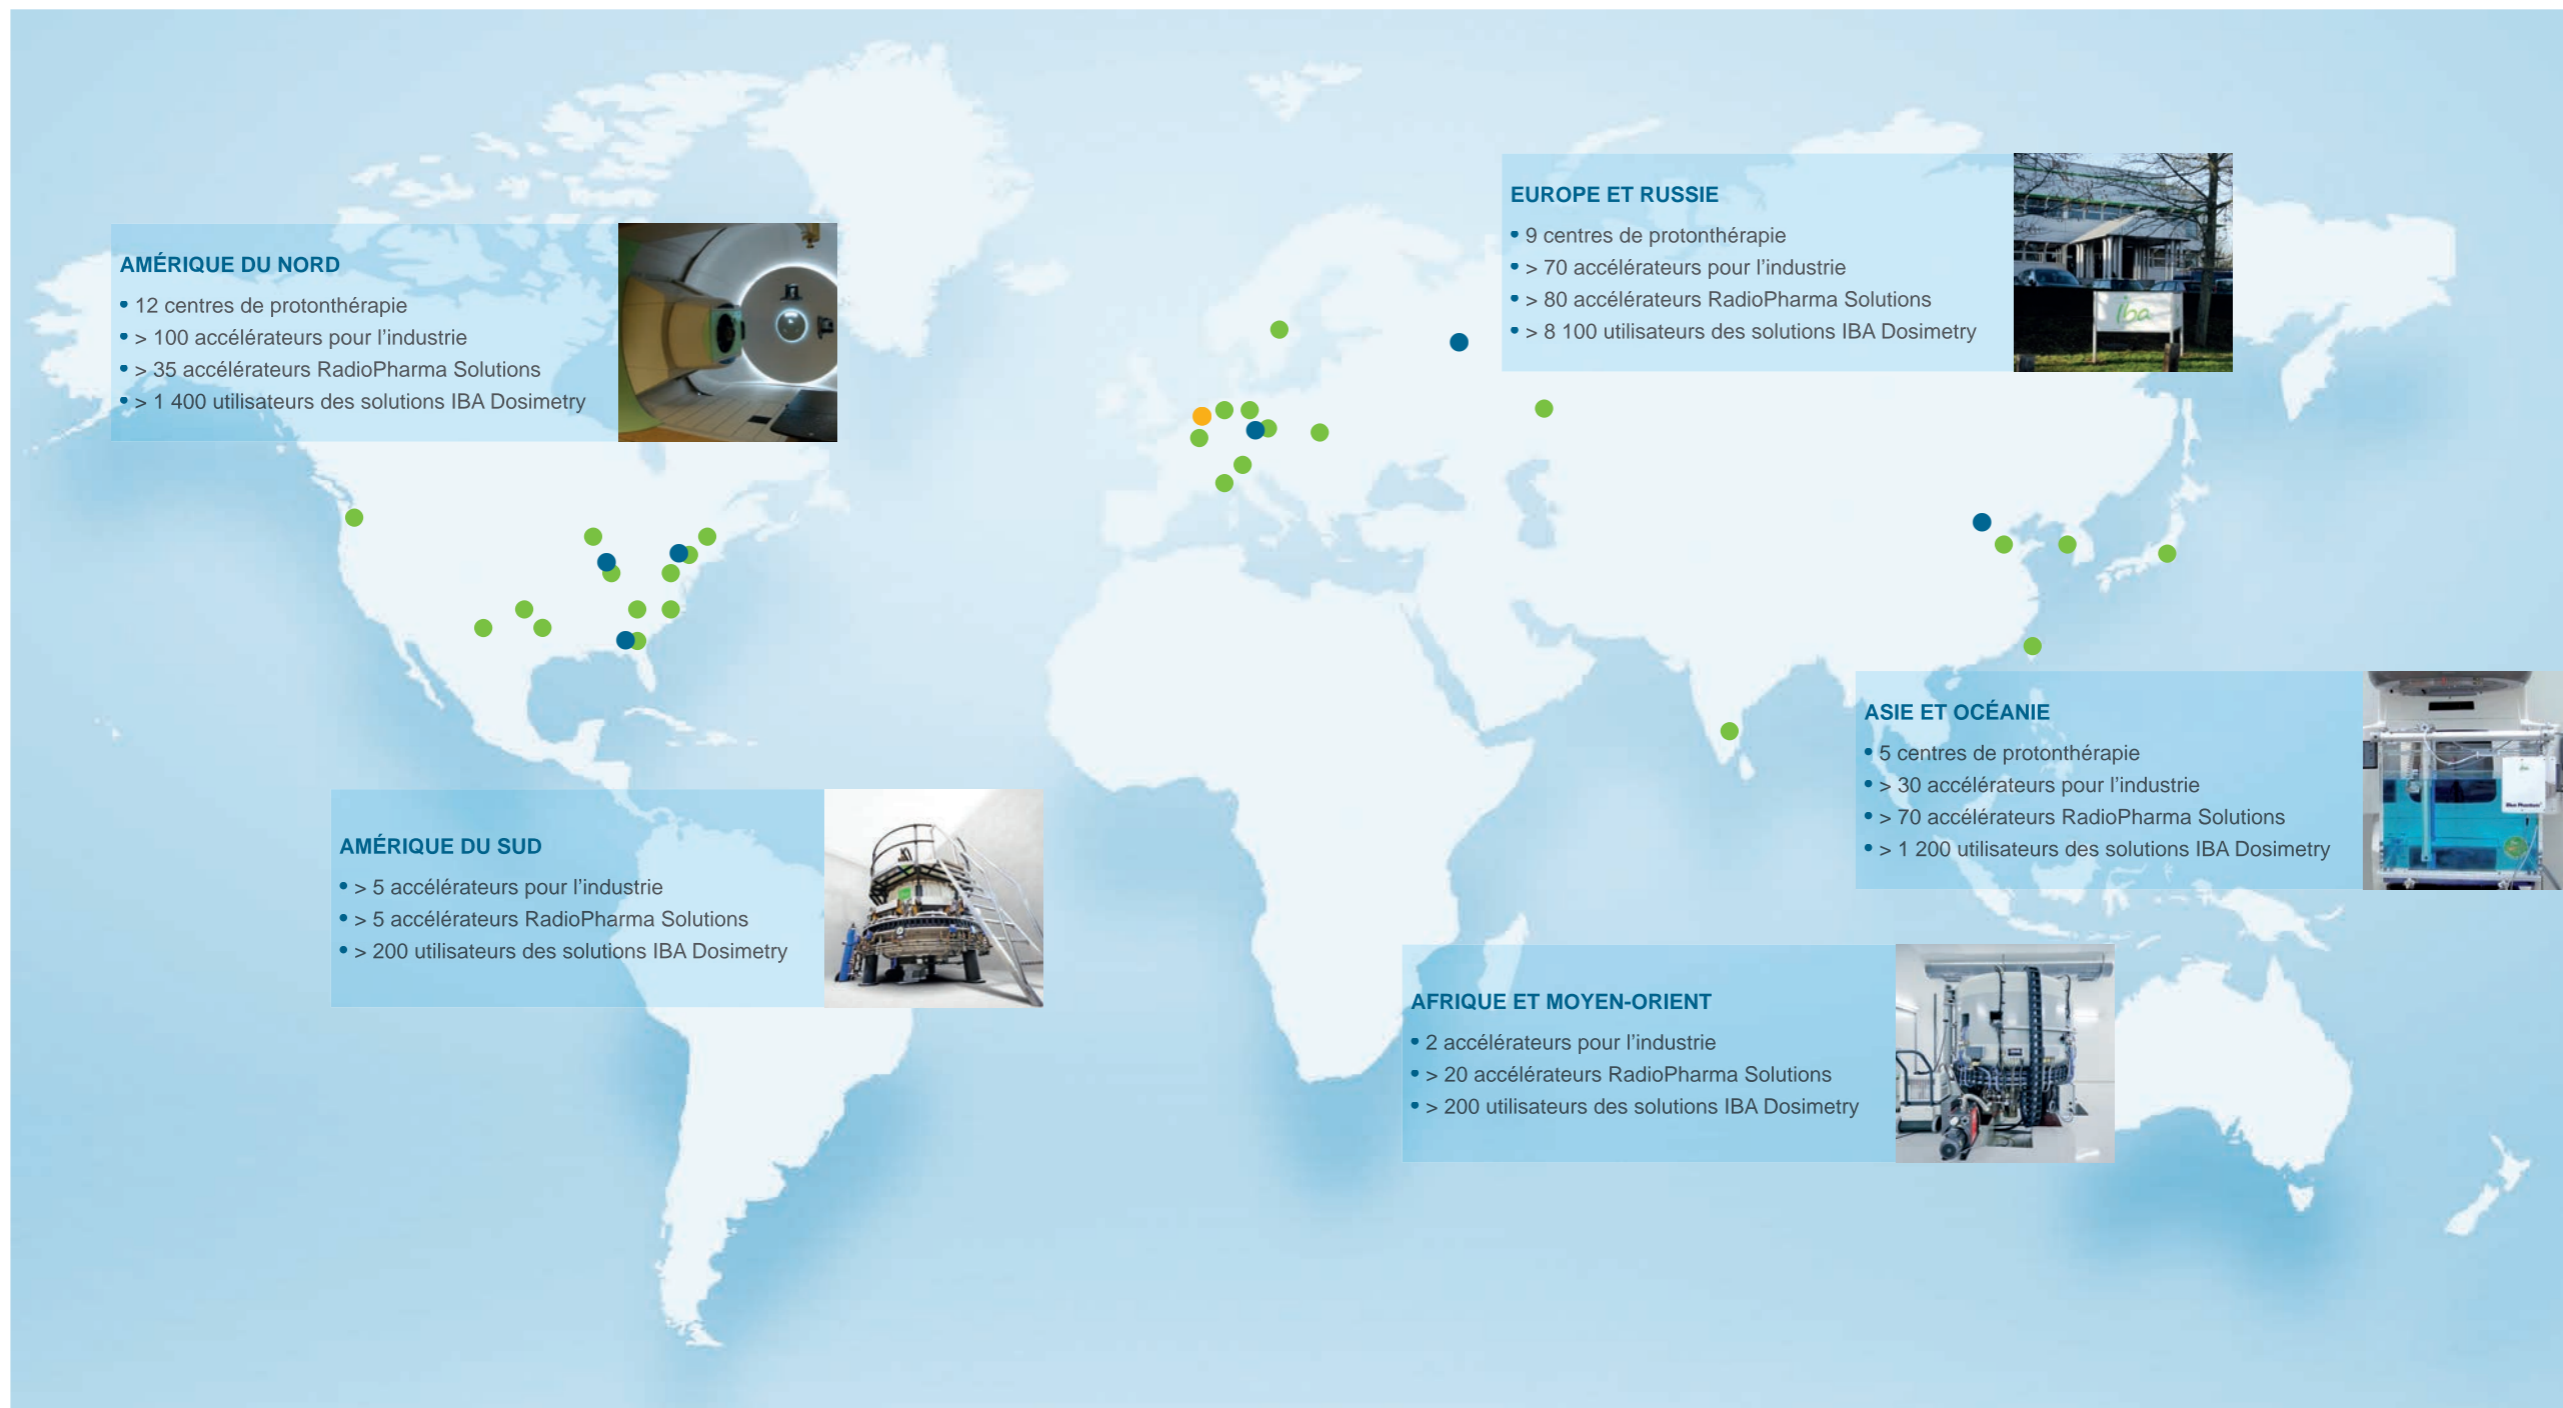 AMÉRIQUE DU NORD
• 12 centres de protonthérapie
• > 100 accélérateurs pour l’industrie
• > 35 accélérateurs RadioPharma Solutions
• > 1 400 utilisateurs des solutions IBA Dosimetry
EUROPE ET RUSSIE
• 9 centres de protonthérapie
• > 70 accélérateurs pour l’industrie
• > 80 accélérateurs RadioPharma Solutions
• > 8 100 utilisateurs des solutions IBA Dosimetry
iba
AMÉRIQUE DU SUD
• > 5 accélérateurs pour l’industrie
• > 5 accélérateurs RadioPharma Solutions
• > 200 utilisateurs des solutions IBA Dosimetry
ASIE ET OCÉANIE
• 5 centres de protonthérapie
• > 30 accélérateurs pour l’industrie
• > 70 accélérateurs RadioPharma Solutions
• > 1 200 utilisateurs des solutions IBA Dosimetry
Blue Phantom²
AFRIQUE ET MOYEN-ORIENT
• 2 accélérateurs pour l’industrie
• > 20 accélérateurs RadioPharma Solutions
• > 200 utilisateurs des solutions IBA Dosimetry